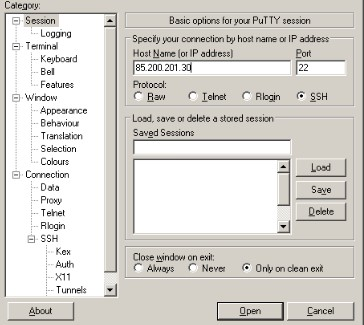 Category:
Session
Logging
Terminal
Keyboard
Bell
Features
Window
Appearance
Behaviour
Translation
Selection
Colours
Connection
Data
Proxy
Telnet
Rlogin
SSH
Kex
Auth
X11
Tunnels
Basic options for your PuTTY session
Specify your connection by host name or IP address
Host Name (or IP address) Port
85.200.201.30 22
Protocol:
Raw Telnet Rlogin SSH
Load, save or delete a stored session
Saved Sessions
Load
Save
Delete
Close window on exit:
Always Never Only on clean exit
About Open Cancel